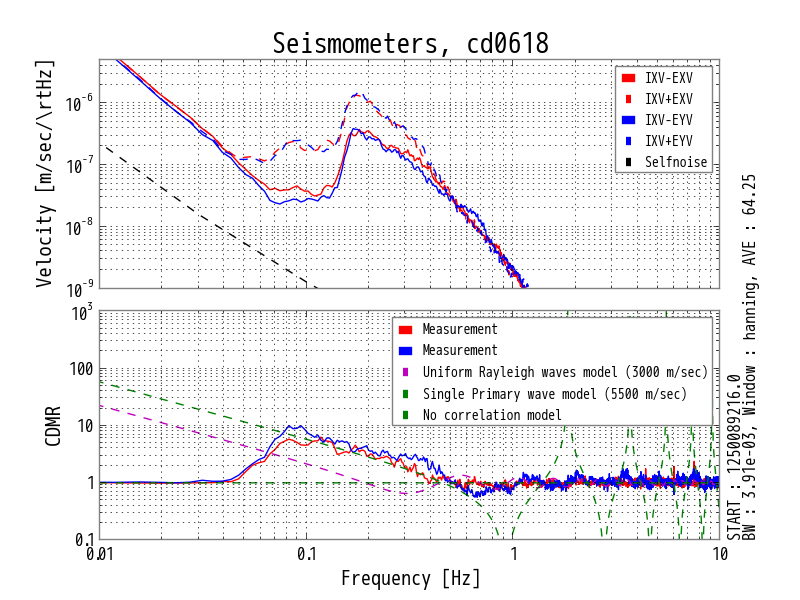 Seismometers, cd0618
Velocity [m/sec/\rtHz]
10^-6
10^-7
10^-8
10^-9
IXV-EXV
IXV+EXV
IXV-EYV
IXV+EYV
Selfnoise
CDMR
10^3
100
10
1
0.1
Measurement
Measurement
Uniform Rayleigh waves model (3000 m/sec)
Single Primary wave model (5500 m/sec)
No correlation model
0.01
0.1
1
10
Frequency [Hz]
START : 1250089216.0
BW : 3.91e-03, Window : hanning, AVE : 64.25